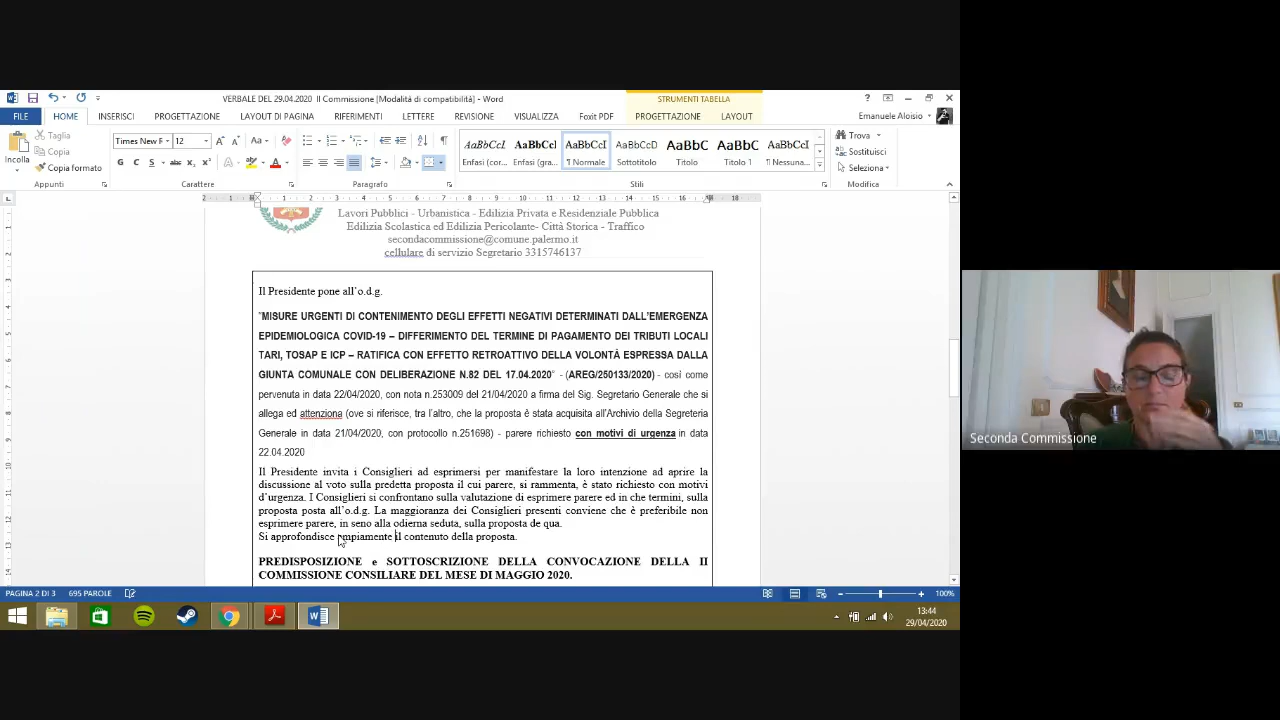 VERBALE DEL 29.04.2020 II Commissione [Modalità di compatibilità] - Word
STRUMENTI TABELLA
FILE HOME INSERISCI PROGETTAZIONE LAYOUT DI PAGINA RIFERIMENTI LETTERE REVISIONE VISUALIZZA Foxit PDF PROGETTAZIONE LAYOUT
Emanuele Aloisio
Incolla
Taglia
Copia
Copia formato
Times New F 12
AaBbCcI AaBbCcl AaBbCcI AaBbCcD AaBbC AaBbC AaBbCcI
Enfasi (cor... Enfasi (gra... ¶ Normale Sottotitolo Titolo Titolo 1 ¶ Nessuna...
Trova
Sostituisci
Seleziona
Appunti Carattere Paragrafo Stili Modifica
Lavori Pubblici - Urbanistica - Edilizia Privata e Residenziale Pubblica
Edilizia Scolastica ed Edilizia Pericolante- Città Storica - Traffico
secondacommissione@comune.palermo.it
cellulare di servizio Segretario 3315746137
Il Presidente pone all'o.d.g.
"MISURE URGENTI DI CONTENIMENTO DEGLI EFFETTI NEGATIVI DETERMINATI DALL'EMERGENZA
EPIDEMIOLOGICA COVID-19 – DIFFERIMENTO DEL TERMINE DI PAGAMENTO DEI TRIBUTI LOCALI
TARI, TOSAP E ICP – RATIFICA CON EFFETTO RETROATTIVO DELLA VOLONTÀ ESPRESSA DALLA
GIUNTA COMUNALE CON DELIBERAZIONE N.82 DEL 17.04.2020" - (AREG/250133/2020) - così come
pervenuta in data 22/04/2020, con nota n.253009 del 21/04/2020 a firma del Sig. Segretario Generale che si
allega ed attenziona (ove si riferisce, tra l'altro, che la proposta è stata acquisita all'Archivio della Segreteria
Generale in data 21/04/2020, con protocollo n.251698) - parere richiesto con motivi di urgenza in data
22.04.2020
Il Presidente invita i Consiglieri ad esprimersi per manifestare la loro intenzione ad aprire la
discussione al voto sulla predetta proposta il cui parere, si rammenta, è stato richiesto con motivi
d'urgenza. I Consiglieri si confrontano sulla valutazione di esprimere parere ed in che termini, sulla
proposta posta all'o.d.g. La maggioranza dei Consiglieri presenti conviene che è preferibile non
esprimere parere, in seno alla odierna seduta, sulla proposta de qua.
Si approfondisce ampiamente il contenuto della proposta.
PREDISPOSIZIONE e SOTTOSCRIZIONE DELLA CONVOCAZIONE DELLA II
COMMISSIONE CONSILIARE DEL MESE DI MAGGIO 2020.
PAGINA 2 DI 3 695 PAROLE
100%
13:44
29/04/2020
Seconda Commissione